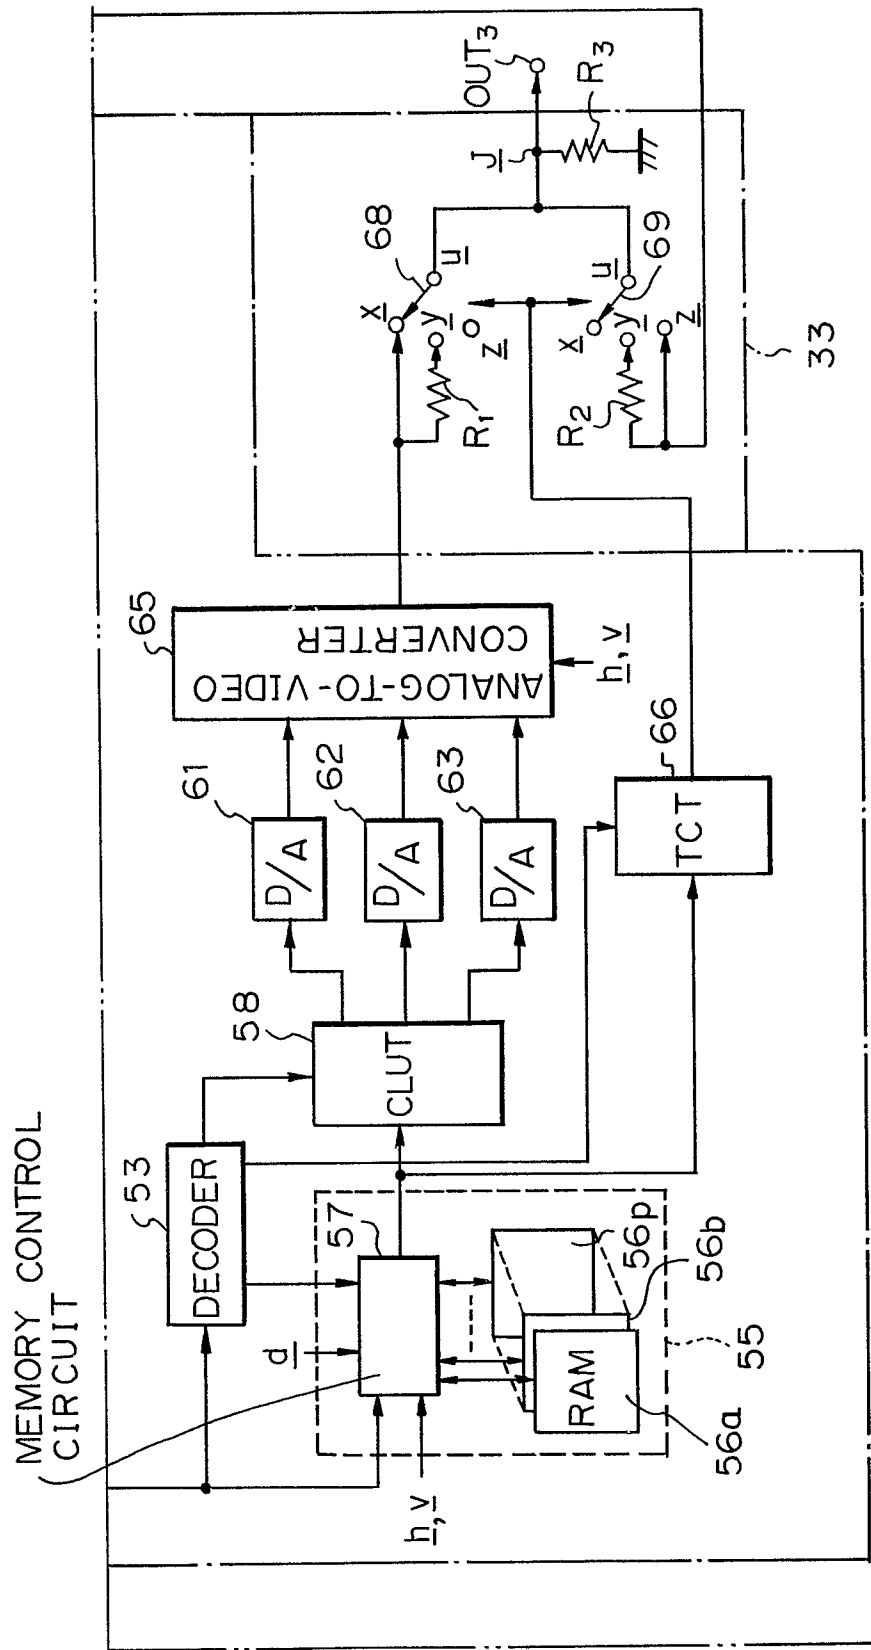 MEMORY CONTROL
CIRCUIT
53
DECODER
57
d
h, v
RAM
56a
56b
56p
55
58
CLUT
61
D/A
62
D/A
63
D/A
65
ANALOG-TO-VIDEO
CONVERTER
h, v
66
TCT
68
x
u
y
z
R1
69
x
u
y
z
R2
J
OUT3
R3
33